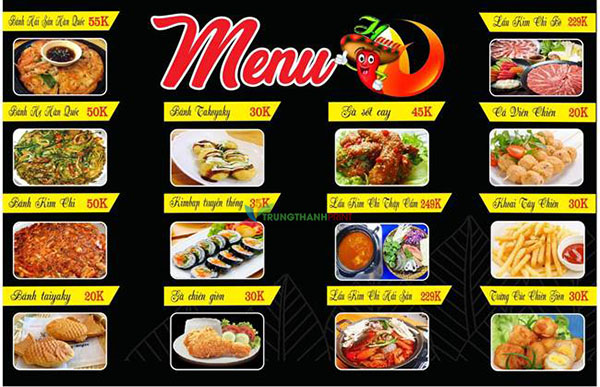 Bánh Hải Sản Hàn Quốc 55K
Menu
Lẩu Kim Chi Bò 229K
Bánh Hẹ Hàn Quốc 50K
Bánh Takoyaky 30K
Gà sốt cay 45K
Cá Viên Chiên 20K
Bánh Kim Chi 50K
Kimbap truyền thống 35K
Lẩu Kim Chi Thập Cẩm 249K
Khoai Tây Chiên 30K
TRUNGTHANHPRINT
Bánh taiyaky 20K
Gà chiên giòn 30K
Lẩu Kim Chi Hải Sản 229K
Trứng Cúc Chiên Giòn 30K